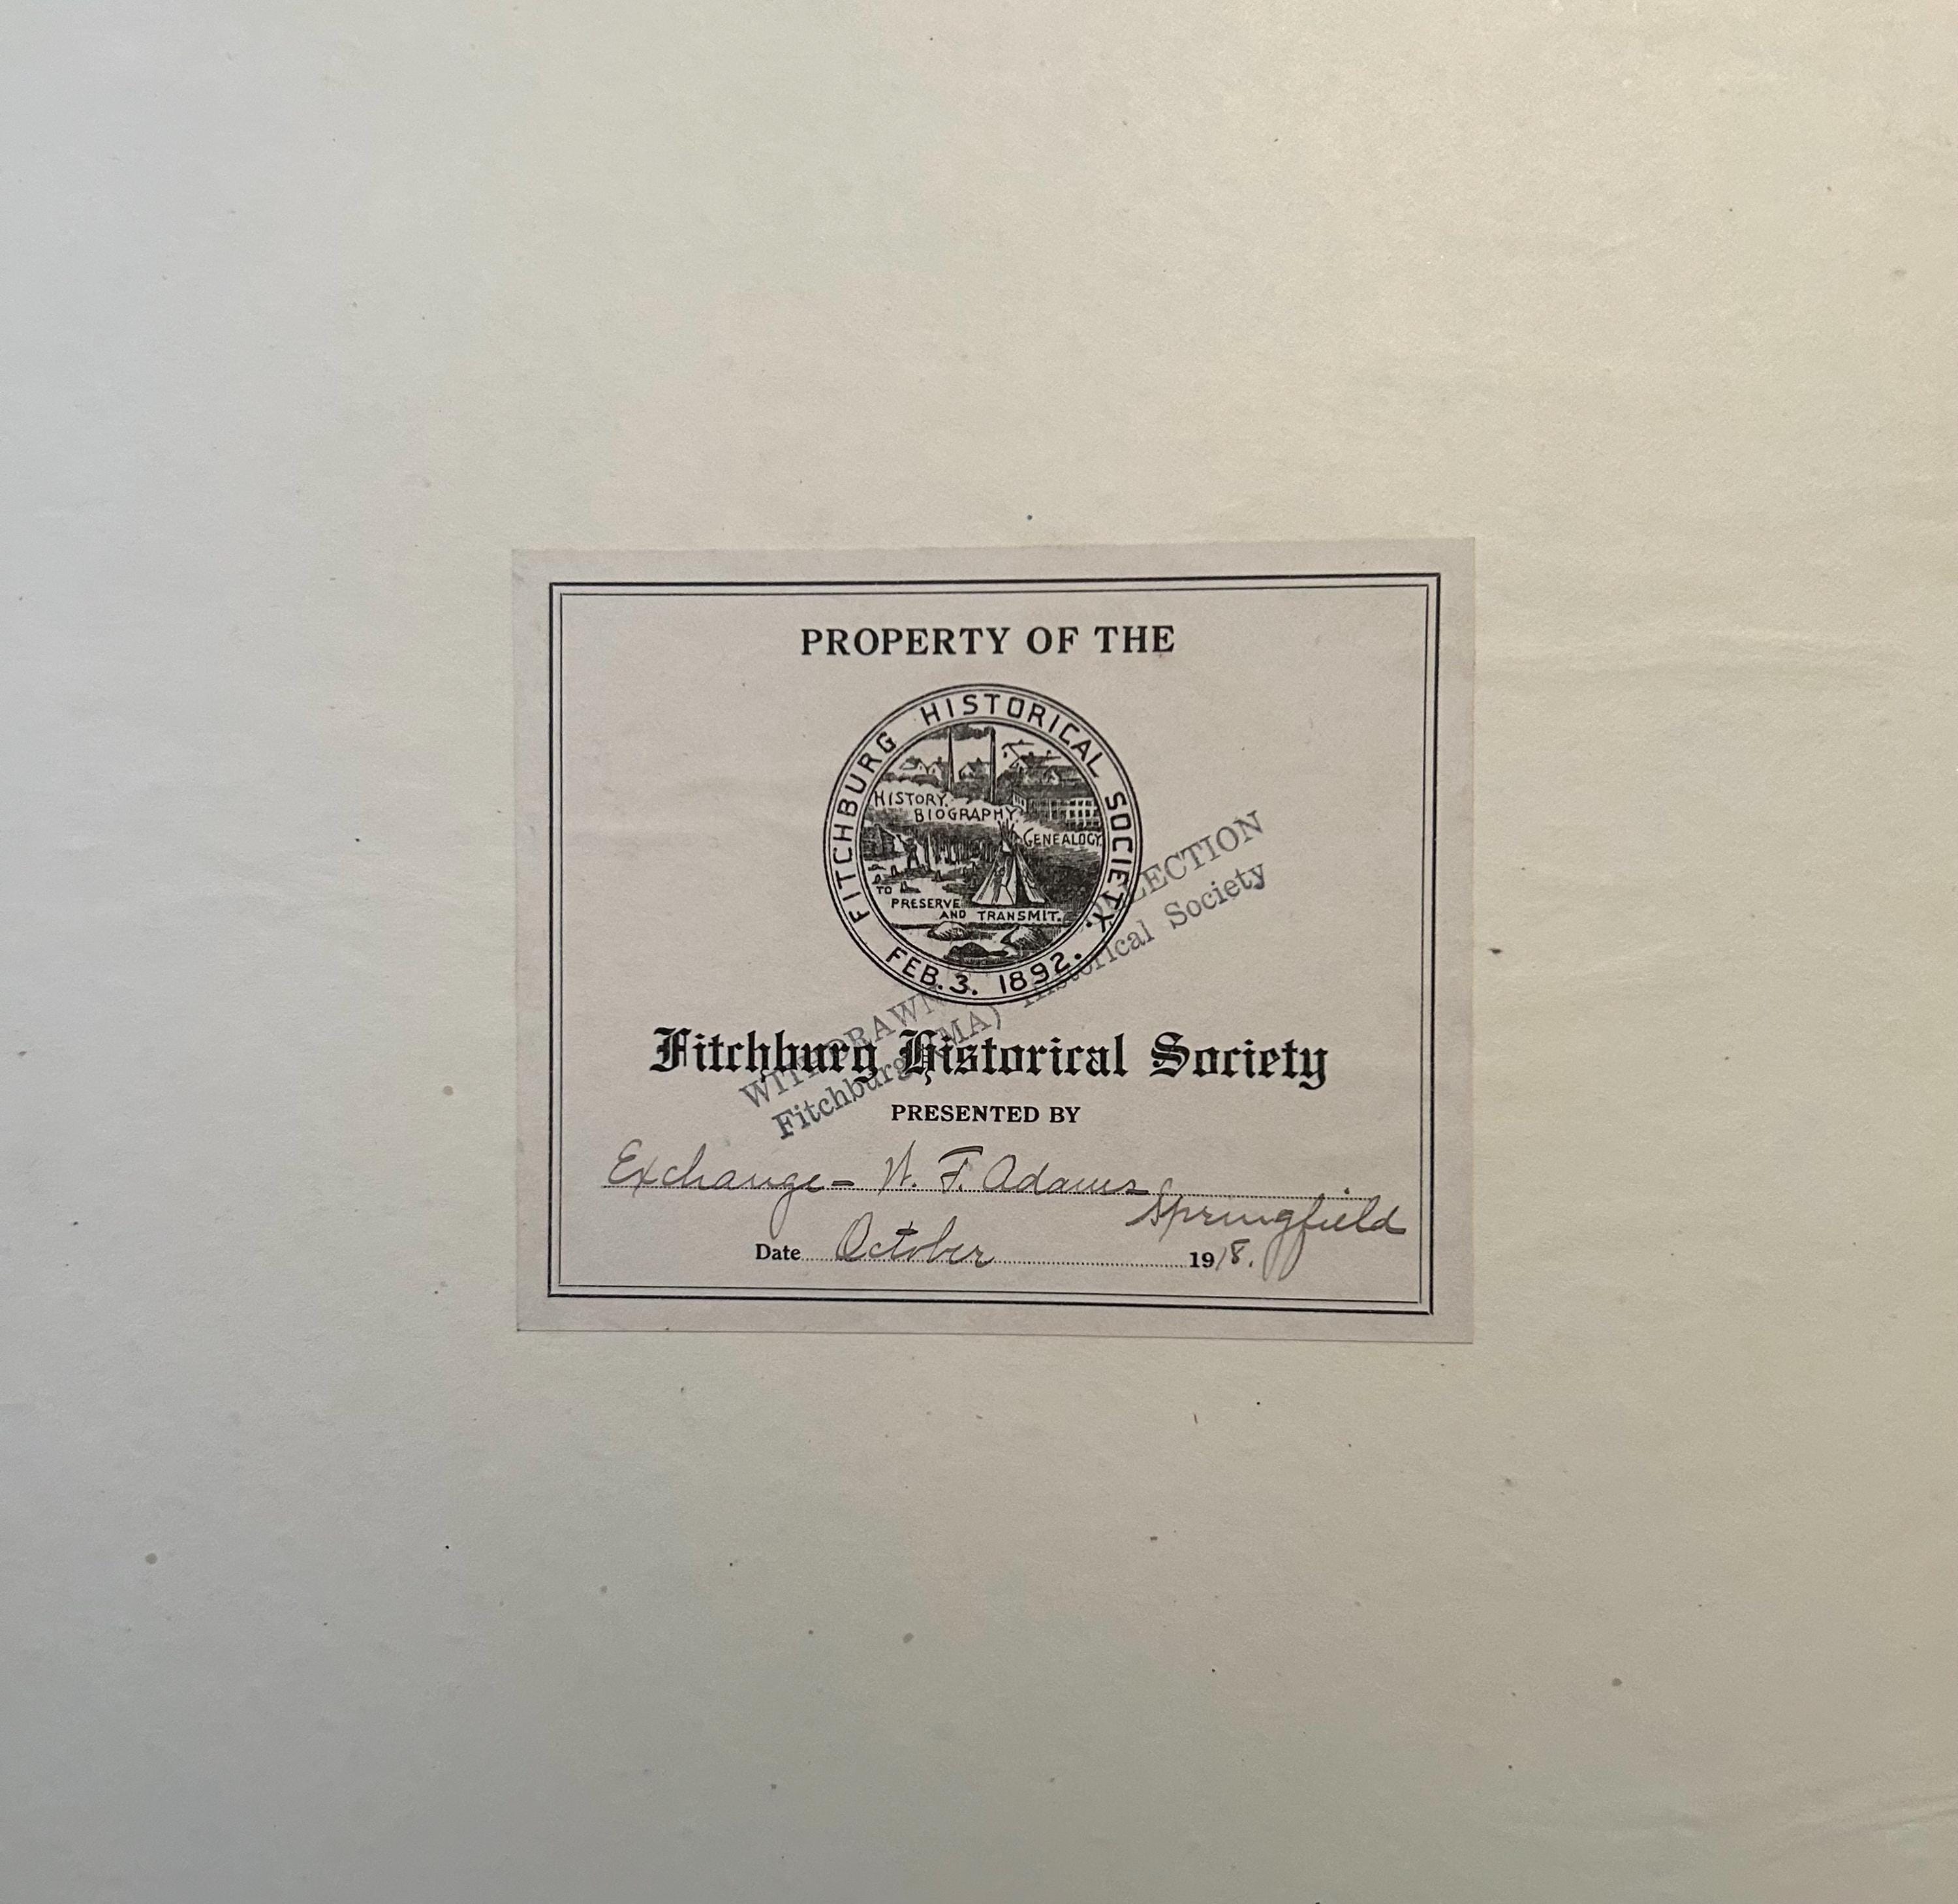 PROPERTY OF THE
FITCHBURG HISTORICAL SOCIETY.
HISTORY.
BIOGRAPHY.
GENEALOGY.
TO
PRESERVE
AND TRANSMIT.
FEB. 3. 1892.
WITHDRAWN COLLECTION
Fitchburg (MA) Historical Society
Fitchburg Historical Society
PRESENTED BY
Exchange - W. F. Adams
Springfield
Date October 1918.